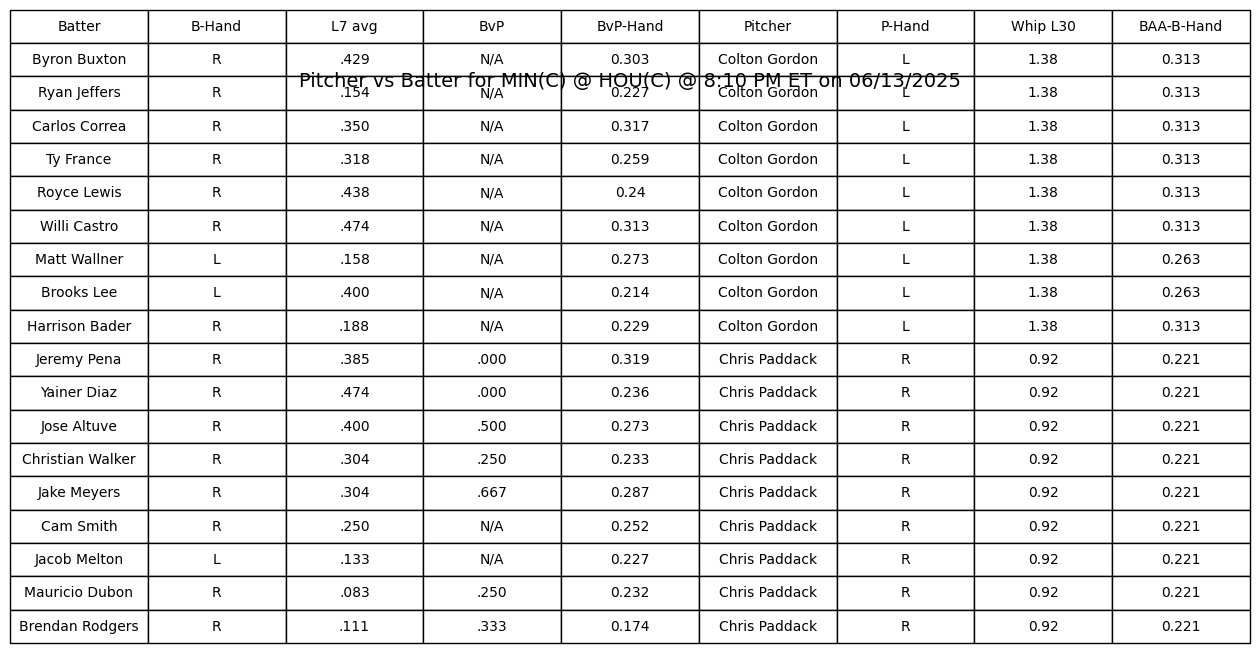 Batter B-Hand L7 avg BvP BvP-Hand Pitcher P-Hand Whip L30 BAA-B-Hand
Byron Buxton R .429 N/A 0.303 Colton Gordon L 1.38 0.313
Pitcher vs Batter for MIN(C) @ HOU(C) @ 8:10 PM ET on 06/13/2025
Ryan Jeffers R .154 N/A 0.227 Colton Gordon L 1.38 0.313
Carlos Correa R .350 N/A 0.317 Colton Gordon L 1.38 0.313
Ty France R .318 N/A 0.259 Colton Gordon L 1.38 0.313
Royce Lewis R .438 N/A 0.24 Colton Gordon L 1.38 0.313
Willi Castro R .474 N/A 0.313 Colton Gordon L 1.38 0.313
Matt Wallner L .158 N/A 0.273 Colton Gordon L 1.38 0.263
Brooks Lee L .400 N/A 0.214 Colton Gordon L 1.38 0.263
Harrison Bader R .188 N/A 0.229 Colton Gordon L 1.38 0.313
Jeremy Pena R .385 .000 0.319 Chris Paddack R 0.92 0.221
Yainer Diaz R .474 .000 0.236 Chris Paddack R 0.92 0.221
Jose Altuve R .400 .500 0.273 Chris Paddack R 0.92 0.221
Christian Walker R .304 .250 0.233 Chris Paddack R 0.92 0.221
Jake Meyers R .304 .667 0.287 Chris Paddack R 0.92 0.221
Cam Smith R .250 N/A 0.252 Chris Paddack R 0.92 0.221
Jacob Melton L .133 N/A 0.227 Chris Paddack R 0.92 0.221
Mauricio Dubon R .083 .250 0.232 Chris Paddack R 0.92 0.221
Brendan Rodgers R .111 .333 0.174 Chris Paddack R 0.92 0.221